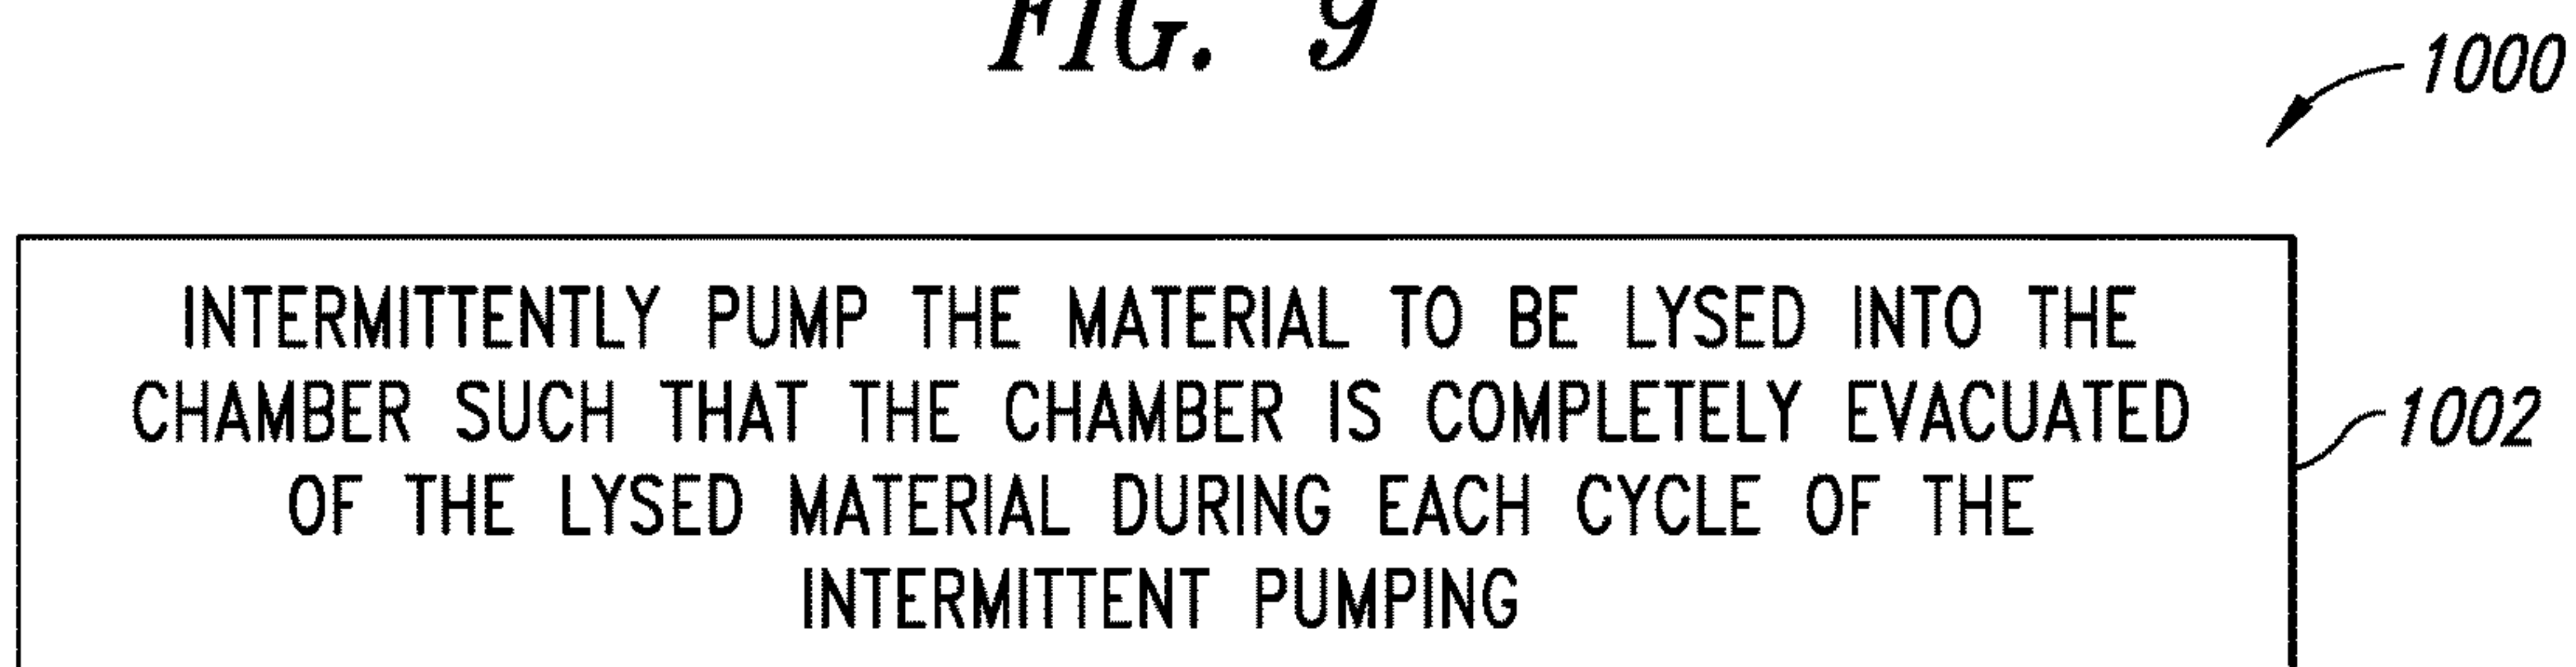 FIG. 9
1000
INTERMITTENTLY PUMP THE MATERIAL TO BE LYSED INTO THE
CHAMBER SUCH THAT THE CHAMBER IS COMPLETELY EVACUATED
OF THE LYSED MATERIAL DURING EACH CYCLE OF THE
INTERMITTENT PUMPING
1002